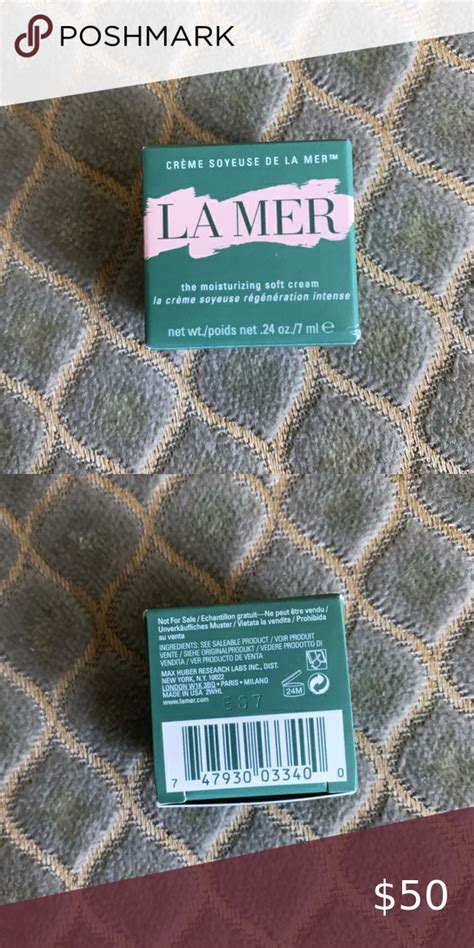 POSHMARK
CRÈME SOYEUSE DE LA MER™
LA MER
the moisturizing soft cream
la crème soyeuse régénération intense
net wt./poids net .24 oz./7 ml e
Not For Sale / Echantillon gratuit—Ne peut être vendu /
Unverkäufliches Muster / Vietata la vendita / Prohibida
su venta
INGREDIENTS: SEE SALEABLE PRODUCT / VOIR PRODUIT
VENTE / SIEHE ORIGINALPRODUKT / VEDERE PRODOTTO DI
VENDITA / VER PRODUCTO DE VENTA
MAX HUBER RESEARCH LABS INC., DIST.
NEW YORK, N.Y. 10022
LONDON W1K 3BQ • PARIS • MILANO
MADE IN USA 2WHL
www.lamer.com
24M
7 47930 03340 0
$50